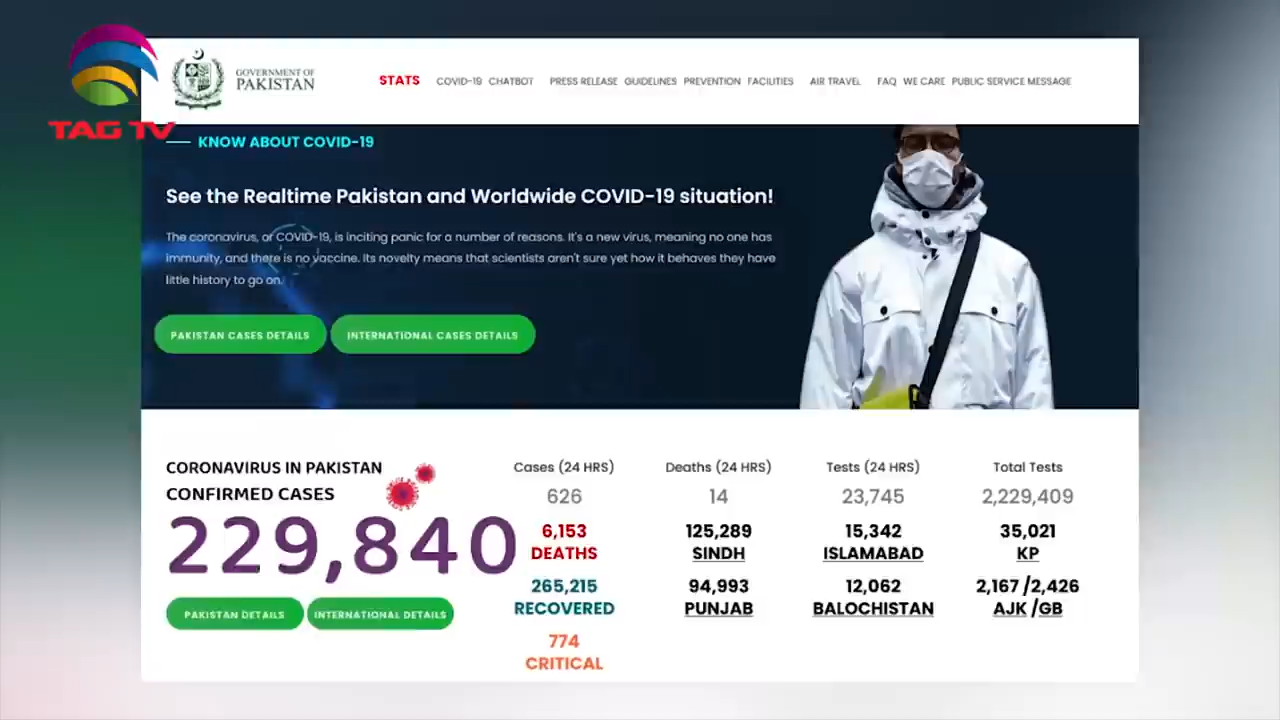 TAG TV
GOVERNMENT OF
PAKISTAN
STATS COVID-19 CHATBOT PRESS RELEASE GUIDELINES PREVENTION FACILITIES AIR TRAVEL FAQ WE CARE PUBLIC SERVICE MESSAGE
KNOW ABOUT COVID-19
See the Realtime Pakistan and Worldwide COVID-19 situation!
The coronavirus, or COVID-19, is inciting panic for a number of reasons. It's a new virus, meaning no one has
immunity, and there is no vaccine. Its novelty means that scientists aren't sure yet how it behaves they have
little history to go on.
PAKISTAN CASES DETAILS INTERNATIONAL CASES DETAILS
CORONAVIRUS IN PAKISTAN
CONFIRMED CASES
229,840
PAKISTAN DETAILS INTERNATIONAL DETAILS
Cases (24 HRS) Deaths (24 HRS) Tests (24 HRS) Total Tests
626 14 23,745 2,229,409
6,153 125,289 15,342 35,021
DEATHS SINDH ISLAMABAD KP
265,215 94,993 12,062 2,167 /2,426
RECOVERED PUNJAB BALOCHISTAN AJK /GB
774
CRITICAL